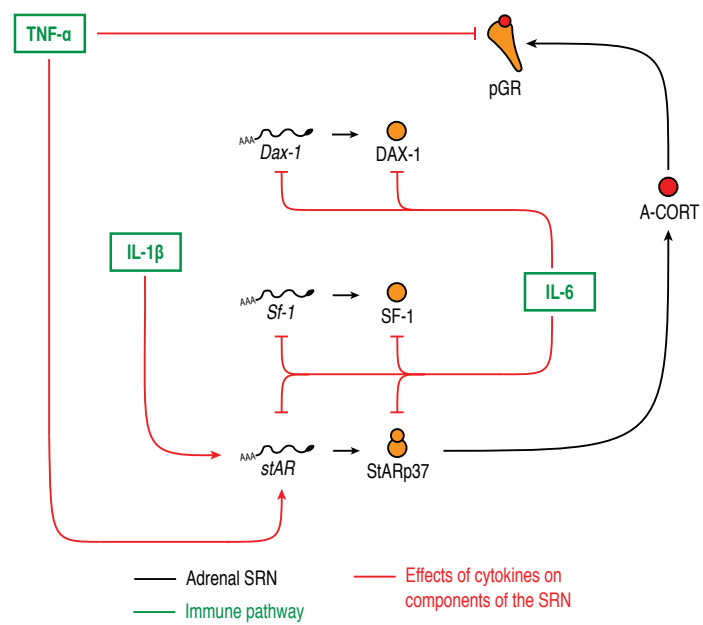 TNF-α
pGR
AAA
Dax-1
DAX-1
A-CORT
IL-1β
IL-6
AAA
Sf-1
SF-1
AAA
stAR
StARp37
Adrenal SRN
Immune pathway
Effects of cytokines on
components of the SRN